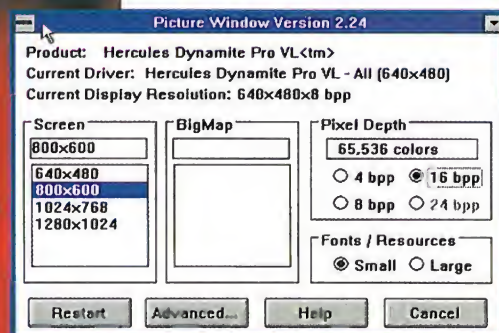 Picture Window Version 2.24
Product: Hercules Dynamite Pro VL<tm>
Current Driver: Hercules Dynamite Pro VL - All (640x480)
Current Display Resolution: 640x480x8 bpp
Screen
800x600
640x480
800x600
1024x768
1280x1024
BigMap
Pixel Depth
65,536 colors
4 bpp 16 bpp
8 bpp 24 bpp
Fonts / Resources
Small Large
Restart Advanced... Help Cancel